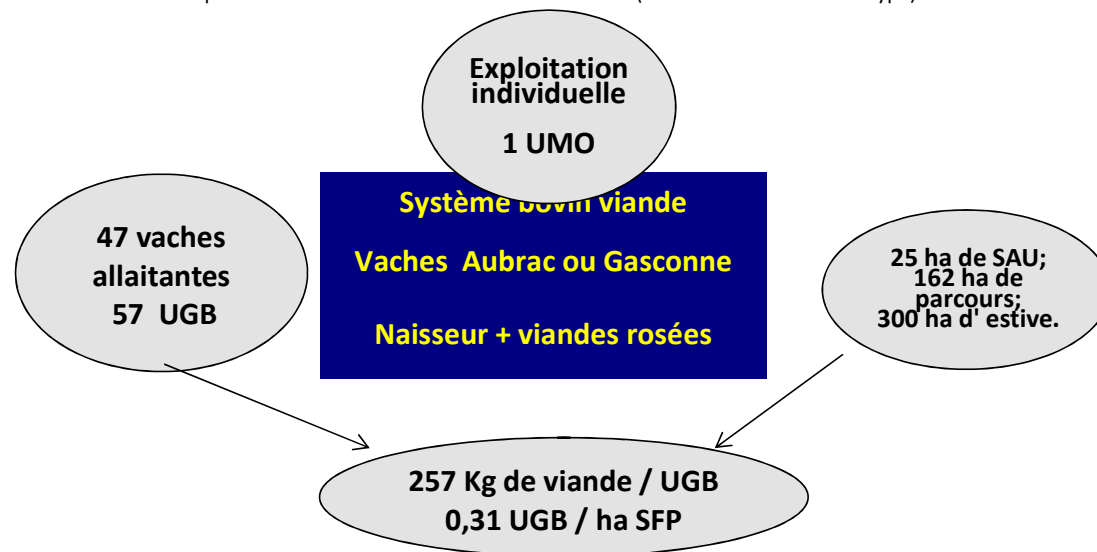 Exploitation
individuelle
1 UMO
Système bovin viande
Vaches Aubrac ou Gasconne
Naisseur + viandes rosées
47 vaches
allaitantes
57 UGB
25 ha de SAU;
162 ha de
parcours;
300 ha d' estive.
257 Kg de viande / UGB
0,31 UGB / ha SFP